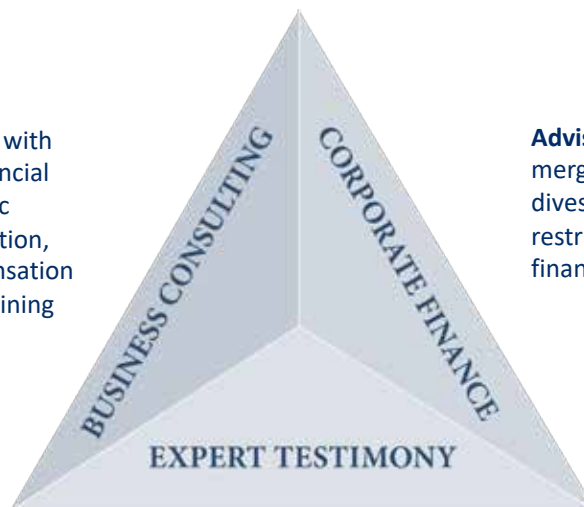 with
ncial
c
tion,
nsation
ining
BUSINESS CONSULTING
CORPORATE FINANCE
EXPERT TESTIMONY
Advis
merg
dives
restr
finan